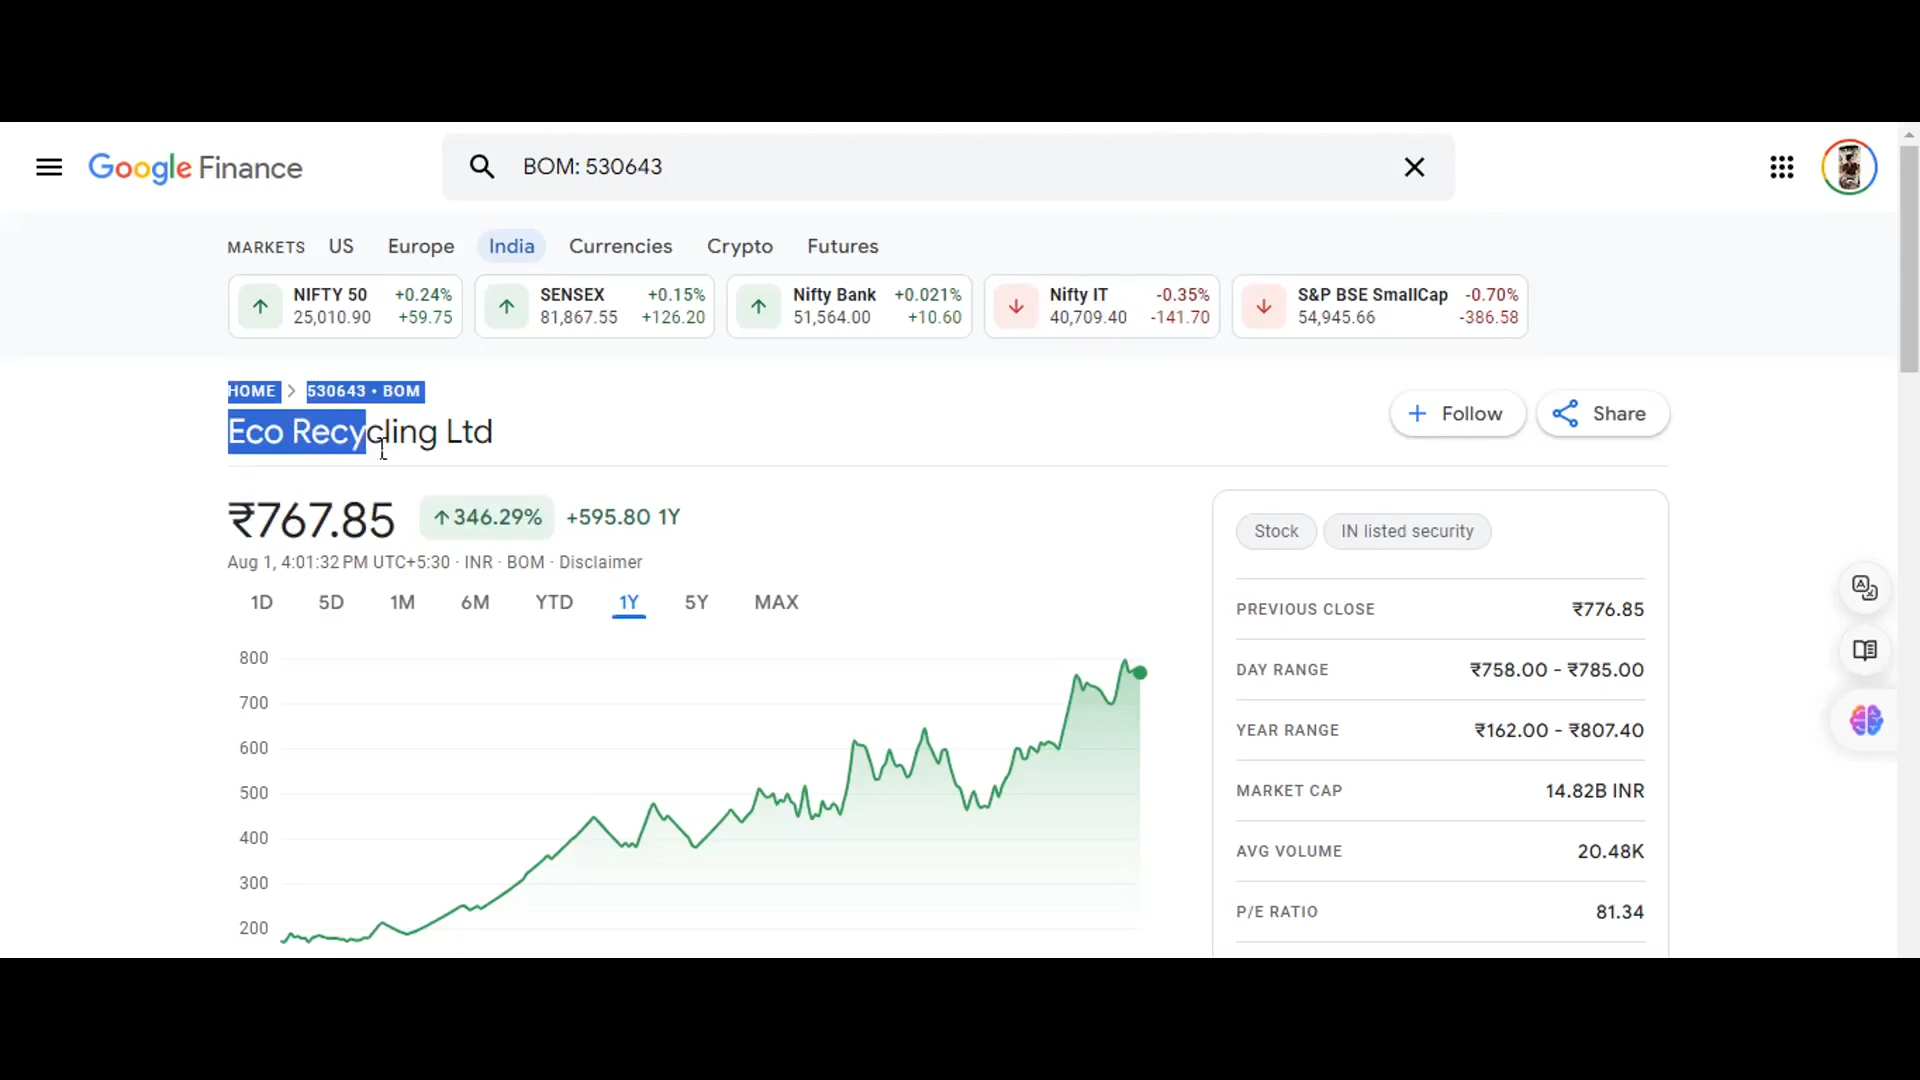 Google Finance
BOM: 530643
MARKETS US Europe India Currencies Crypto Futures
NIFTY 50 +0.24%
25,010.90 +59.75
SENSEX +0.15%
81,867.55 +126.20
Nifty Bank +0.021%
51,564.00 +10.60
Nifty IT -0.35%
40,709.40 -141.70
S&P BSE SmallCap -0.70%
54,945.66 -386.58
HOME > 530643 • BOM
Eco Recycling Ltd
+ Follow
Share
₹767.85 ↑346.29% +595.80 1Y
Aug 1, 4:01:32 PM UTC+5:30 · INR · BOM · Disclaimer
1D 5D 1M 6M YTD 1Y 5Y MAX
800
700
600
500
400
300
200
Stock IN listed security
PREVIOUS CLOSE ₹776.85
DAY RANGE ₹758.00 - ₹785.00
YEAR RANGE ₹162.00 - ₹807.40
MARKET CAP 14.82B INR
AVG VOLUME 20.48K
P/E RATIO 81.34